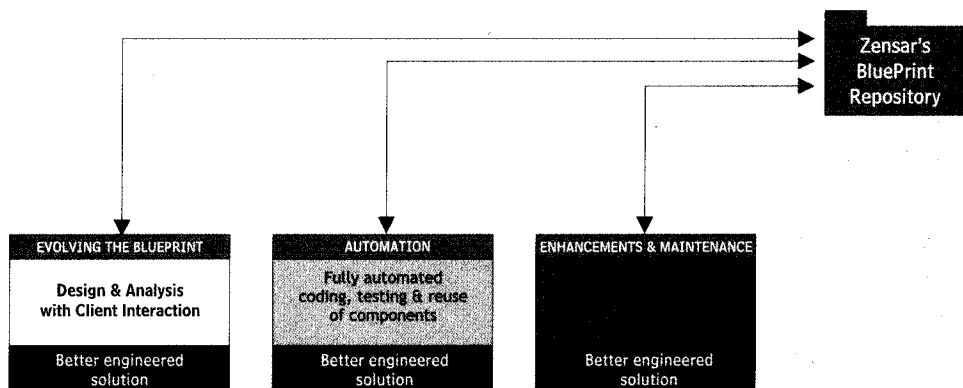 Zensar's
BluePrint
Repository
EVOLVING THE BLUEPRINT
Design & Analysis
with Client Interaction
Better engineered
solution
AUTOMATION
Fully automated
coding, testing & reuse
of components
Better engineered
solution
ENHANCEMENTS & MAINTENANCE
Better engineered
solution